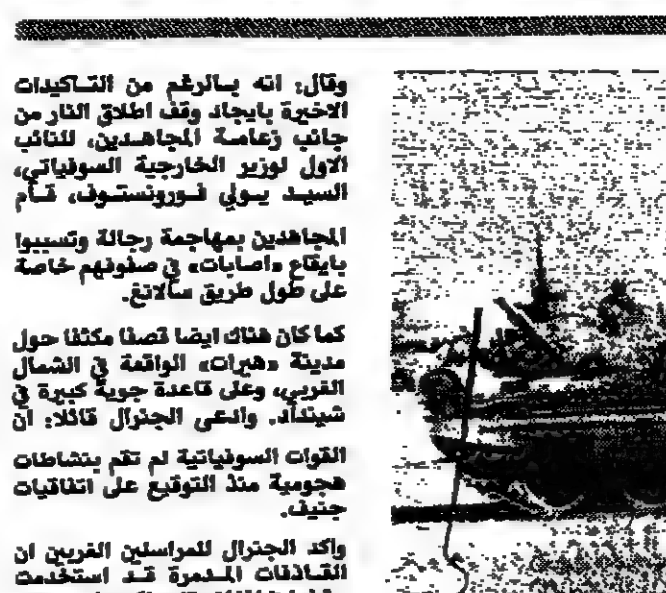 وقال: انه بالرغم من التاكيدات
الاخيرة بايجاد وقف اطلاق النار من
جانب زعامة المجاهدين، للنائب
الاول لوزير الخارجية السوفياتي،
السيد يولي فورونستوف، قام
المجاهدين بمهاجمة رجالة وتسببوا
بايقاع «اصابات» في صفوفهم خاصة
على طول طريق سالانغ.
كما كان هناك ايضا قصفا مكثفا حول
مدينة «هيرات» الواقعة في الشمال
الغربي، وعلى قاعدة جوية كبيرة في
شينداد. وادعى الجنرال قائلا: ان
القوات السوفياتية لم تقم بنشاطات
هجومية منذ التوقيع على اتفاقيات
جنيف.
واكد الجنرال للمراسلين الغربيين ان
القاذفات المدمرة قد استخدمت